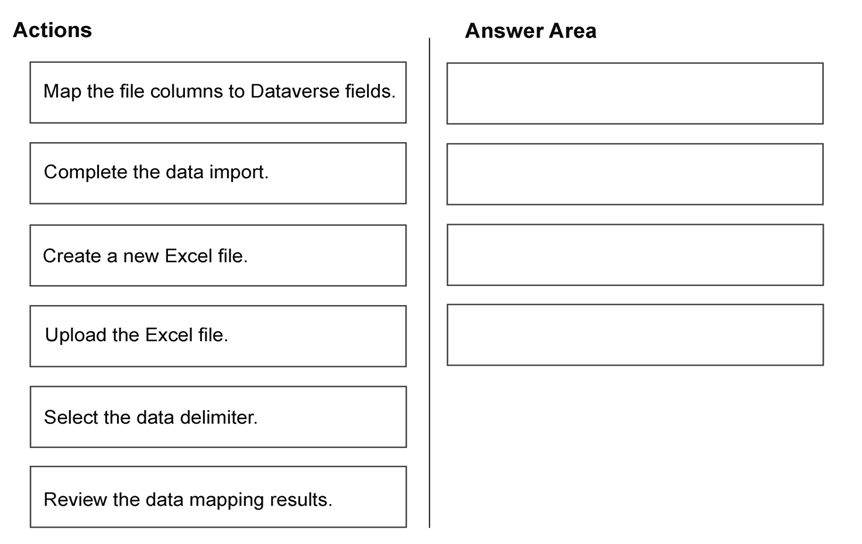 Actions
Answer Area
Map the file columns to Dataverse fields.
Complete the data import.
Create a new Excel file.
Upload the Excel file.
Select the data delimiter.
Review the data mapping results.